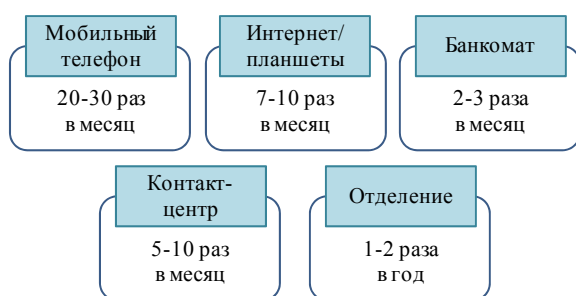 Мобильный
телефон
20-30 раз
в месяц
Интернет/
планшеты
7-10 раз
в месяц
Банкомат
2-3 раза
в месяц
Контакт-
центр
5-10 раз
в месяц
Отделение
1-2 раза
в год